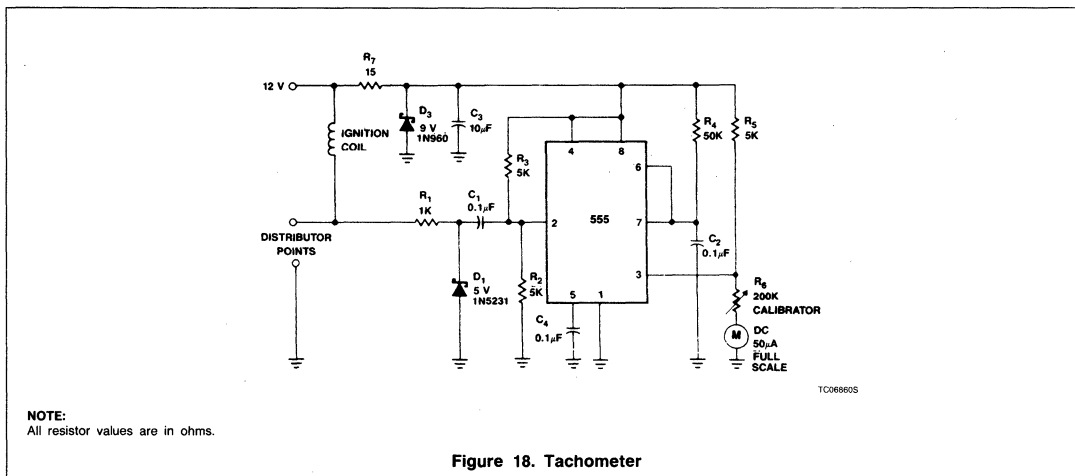 R7
15
12 V
D3
9 V
1N960
C3
10μF
IGNITION
COIL
R4
50K
R5
5K
4
8
R3
5K
6
R1
1K
C1
0.1μF
2
555
7
DISTRIBUTOR
POINTS
C2
0.1μF
3
D1
5 V
1N5231
R2
5K
R6
200K
CALIBRATOR
5
1
C4
0.1μF
M
DC
50μA
FULL
SCALE
TC06860S
NOTE:
All resistor values are in ohms.
Figure 18. Tachometer